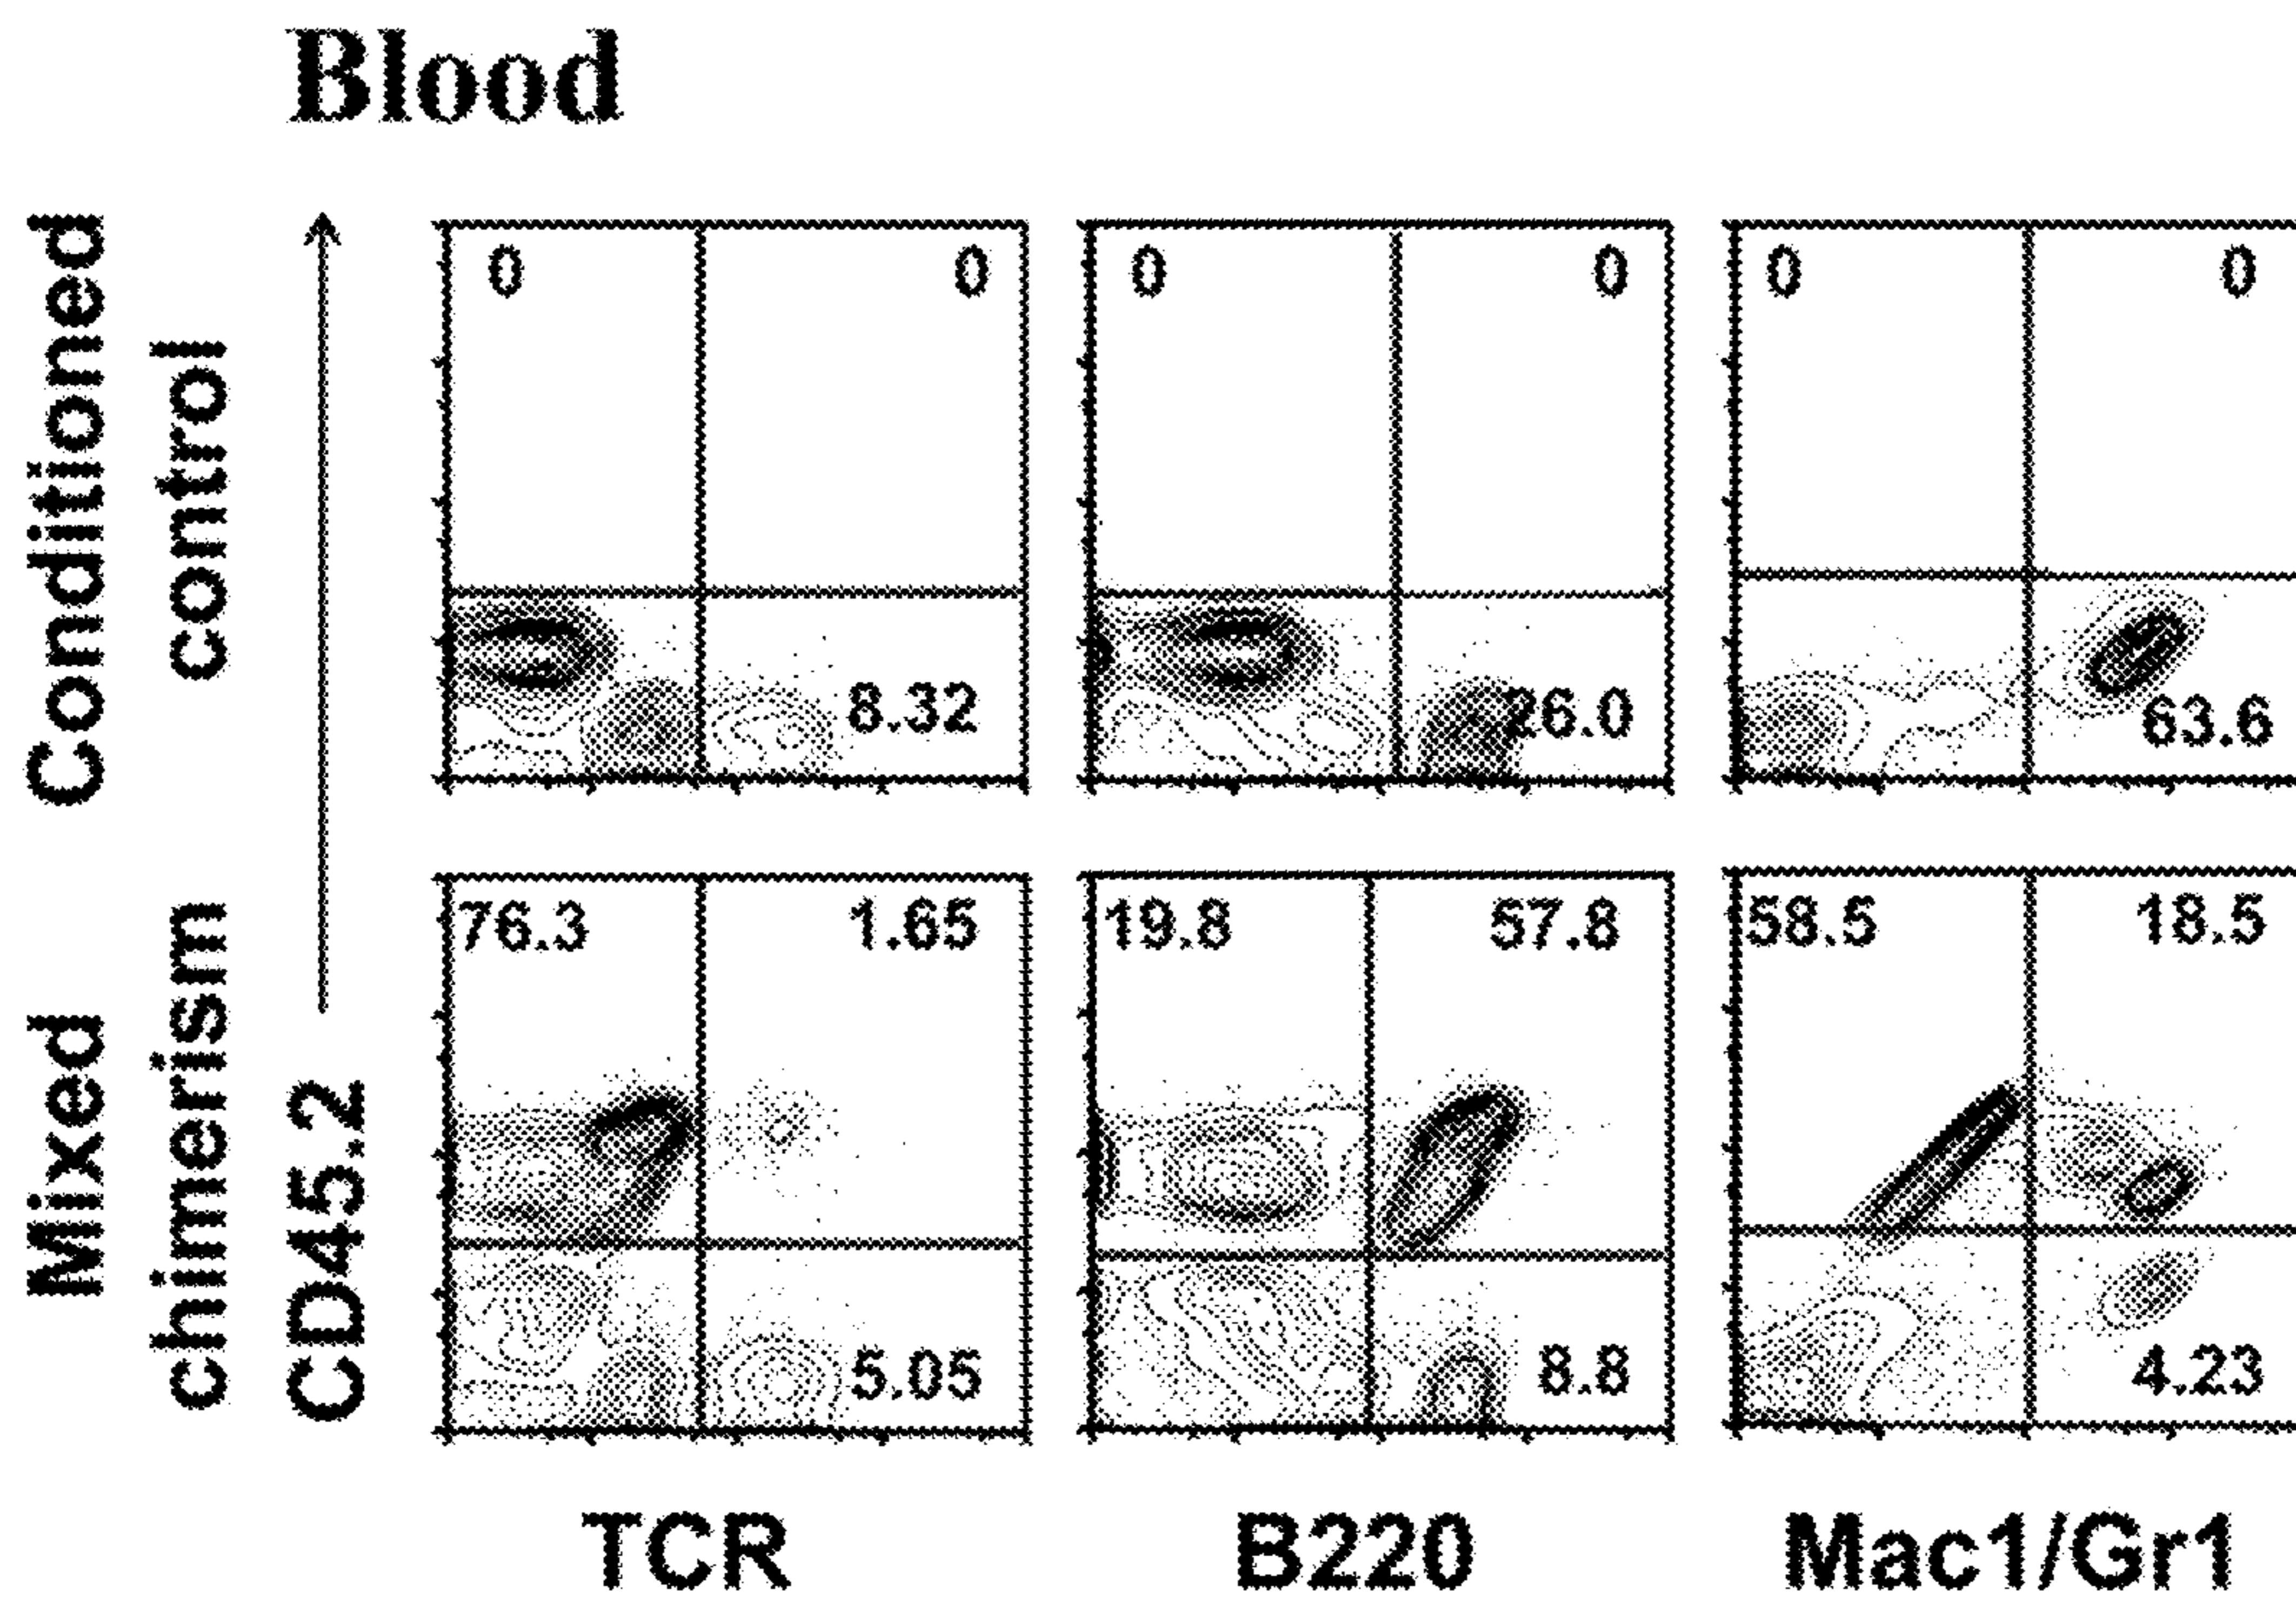 Blood
Conditioned
control
0 0
8.32
0 0
26.0
0 0
63.6
Mixed
chimerism
CD45.2
76.3 1.65
5.05
19.8 57.8
8.8
58.5 18.5
4.23
TCR B220 Mac1/Gr1